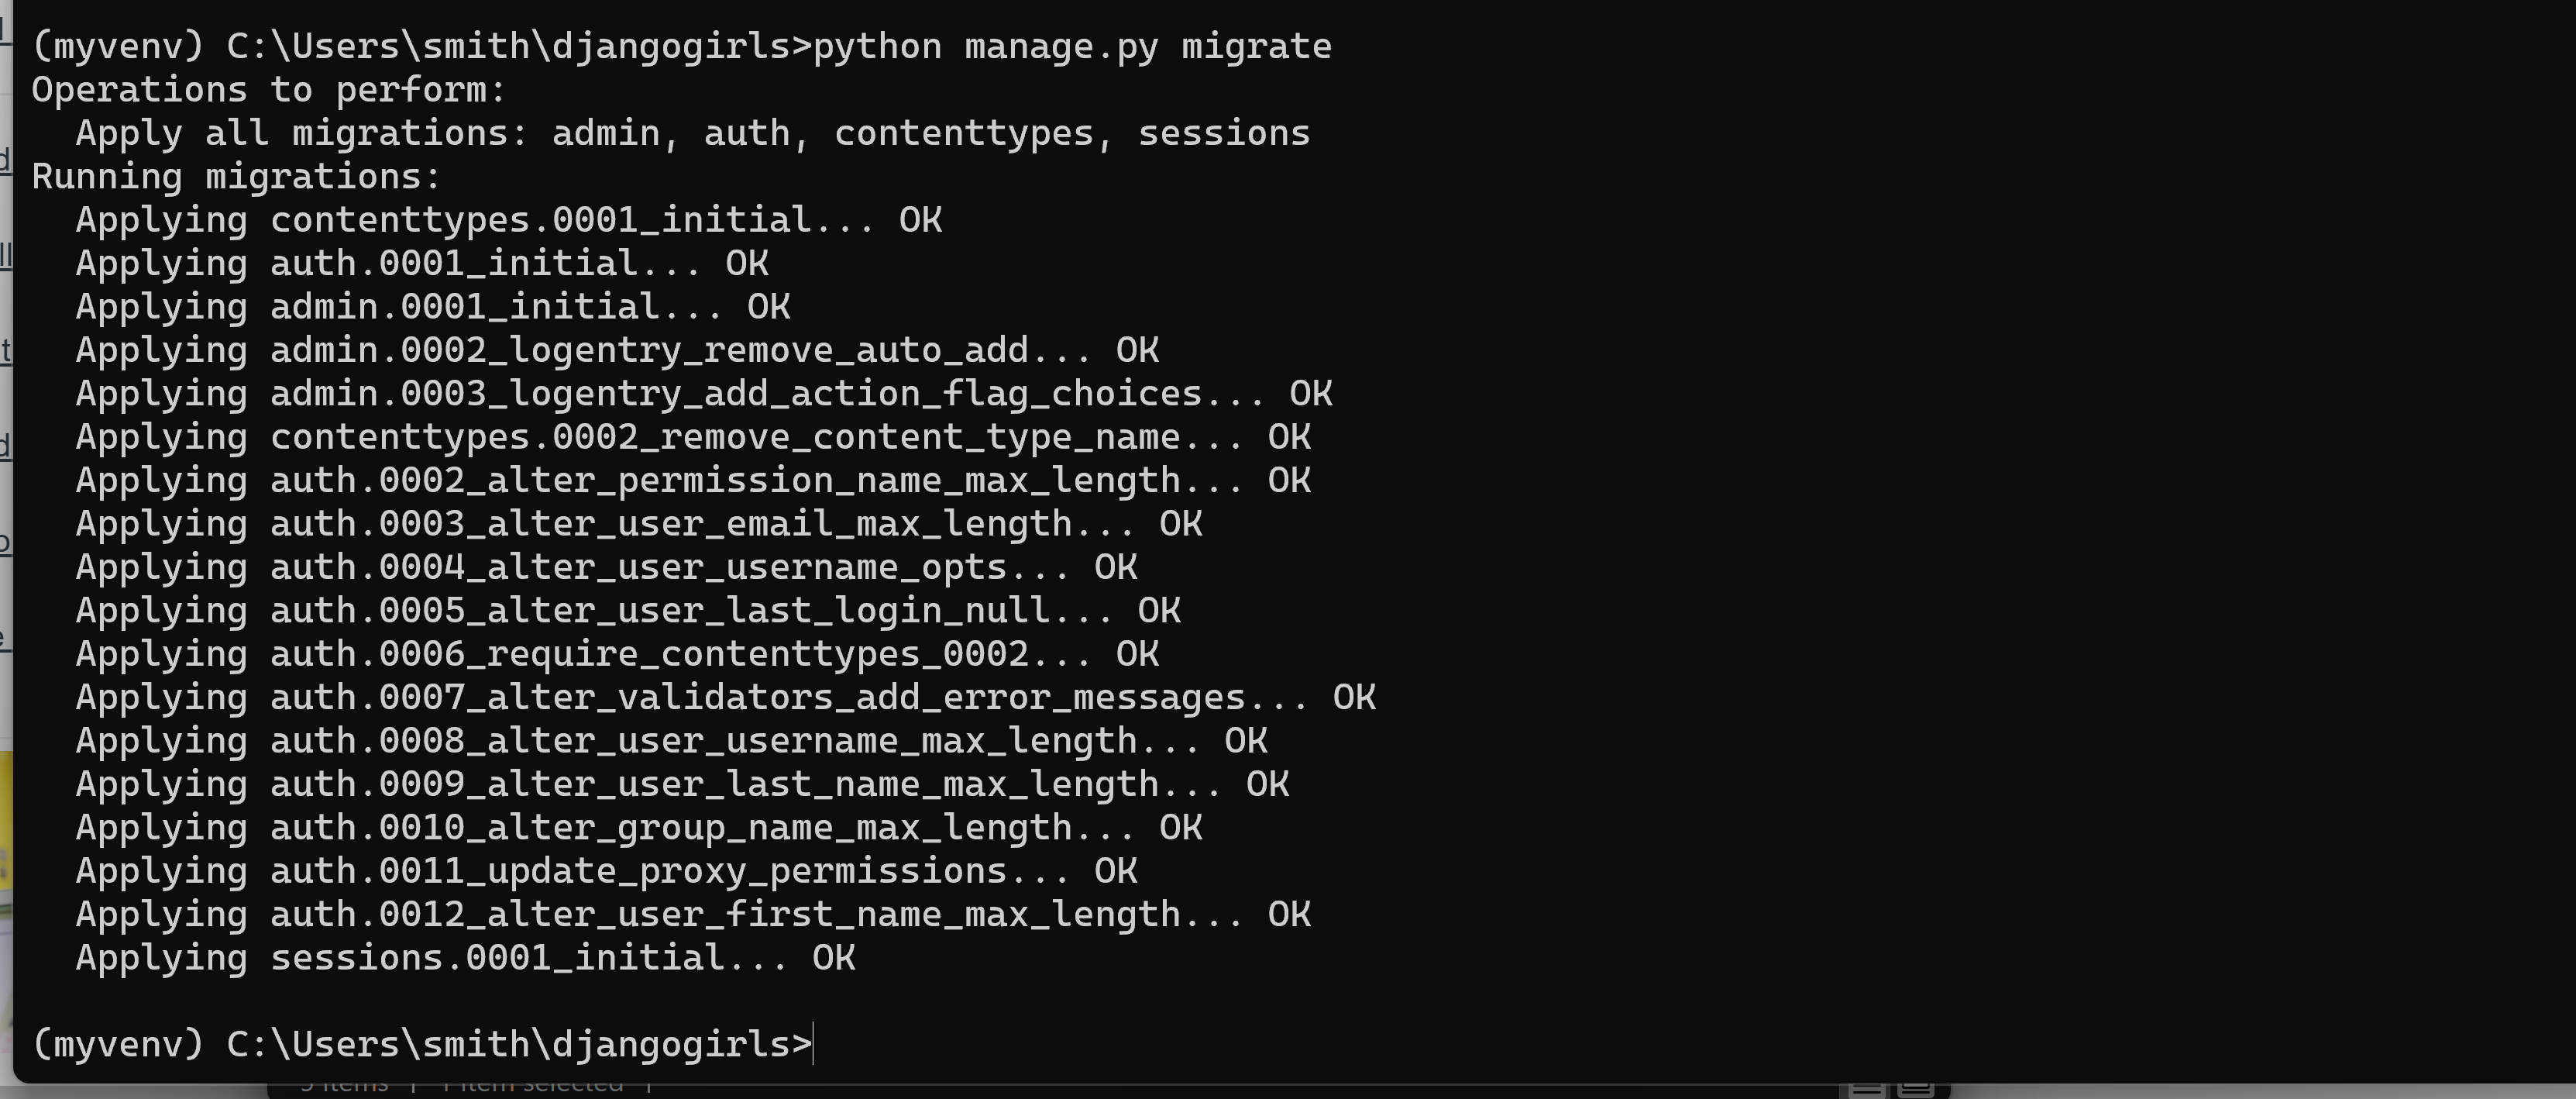 (myvenv) C:\Users\smith\djangogirls>python manage.py migrate
Operations to perform:
  Apply all migrations: admin, auth, contenttypes, sessions
Running migrations:
  Applying contenttypes.0001_initial... OK
  Applying auth.0001_initial... OK
  Applying admin.0001_initial... OK
  Applying admin.0002_logentry_remove_auto_add... OK
  Applying admin.0003_logentry_add_action_flag_choices... OK
  Applying contenttypes.0002_remove_content_type_name... OK
  Applying auth.0002_alter_permission_name_max_length... OK
  Applying auth.0003_alter_user_email_max_length... OK
  Applying auth.0004_alter_user_username_opts... OK
  Applying auth.0005_alter_user_last_login_null... OK
  Applying auth.0006_require_contenttypes_0002... OK
  Applying auth.0007_alter_validators_add_error_messages... OK
  Applying auth.0008_alter_user_username_max_length... OK
  Applying auth.0009_alter_user_last_name_max_length... OK
  Applying auth.0010_alter_group_name_max_length... OK
  Applying auth.0011_update_proxy_permissions... OK
  Applying auth.0012_alter_user_first_name_max_length... OK
  Applying sessions.0001_initial... OK
(myvenv) C:\Users\smith\djangogirls>
items | 1 item selected |